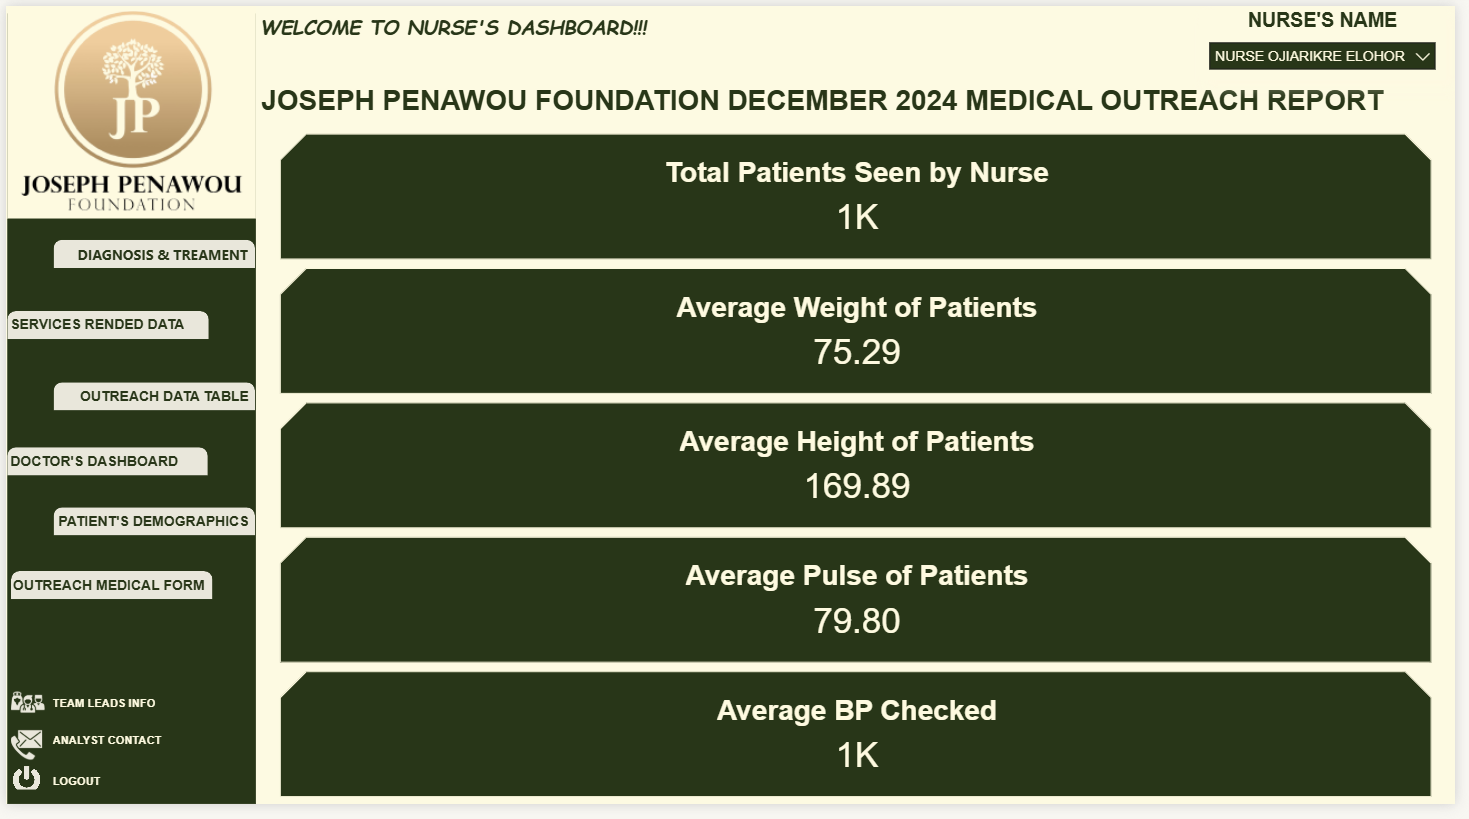 JP
JOSEPH PENAWOU
FOUNDATION
DIAGNOSIS & TREAMENT
SERVICES RENDED DATA
OUTREACH DATA TABLE
DOCTOR'S DASHBOARD
PATIENT'S DEMOGRAPHICS
OUTREACH MEDICAL FORM
TEAM LEADS INFO
ANALYST CONTACT
LOGOUT
WELCOME TO NURSE'S DASHBOARD!!!
NURSE'S NAME
NURSE OJIARIKRE ELOHOR
JOSEPH PENAWOU FOUNDATION DECEMBER 2024 MEDICAL OUTREACH REPORT
Total Patients Seen by Nurse
1K
Average Weight of Patients
75.29
Average Height of Patients
169.89
Average Pulse of Patients
79.80
Average BP Checked
1K